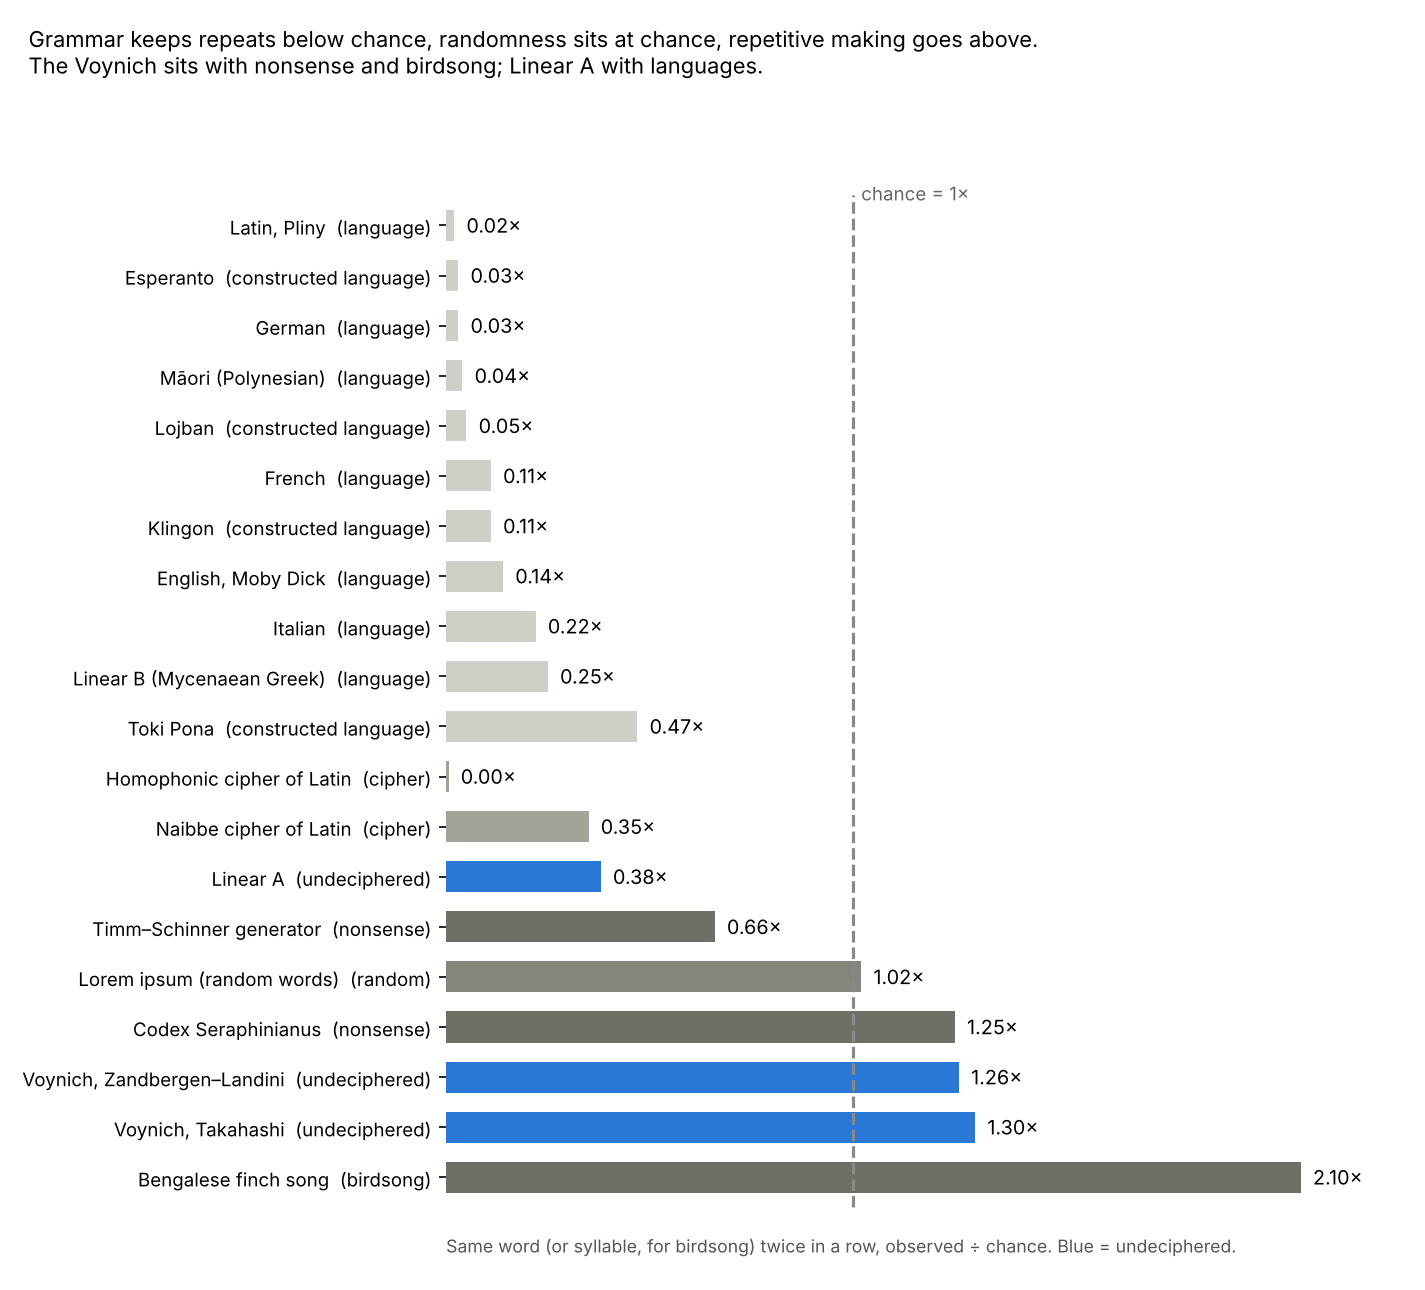 Grammar keeps repeats below chance, randomness sits at chance, repetitive making goes above.
The Voynich sits with nonsense and birdsong; Linear A with languages.
chance = 1×
Latin, Pliny (language) 0.02×
Esperanto (constructed language) 0.03×
German (language) 0.03×
Māori (Polynesian) (language) 0.04×
Lojban (constructed language) 0.05×
French (language) 0.11×
Klingon (constructed language) 0.11×
English, Moby Dick (language) 0.14×
Italian (language) 0.22×
Linear B (Mycenaean Greek) (language) 0.25×
Toki Pona (constructed language) 0.47×
Homophonic cipher of Latin (cipher) 0.00×
Naibbe cipher of Latin (cipher) 0.35×
Linear A (undeciphered) 0.38×
Timm–Schinner generator (nonsense) 0.66×
Lorem ipsum (random words) (random) 1.02×
Codex Seraphinianus (nonsense) 1.25×
Voynich, Zandbergen–Landini (undeciphered) 1.26×
Voynich, Takahashi (undeciphered) 1.30×
Bengalese finch song (birdsong) 2.10×
Same word (or syllable, for birdsong) twice in a row, observed ÷ chance. Blue = undeciphered.